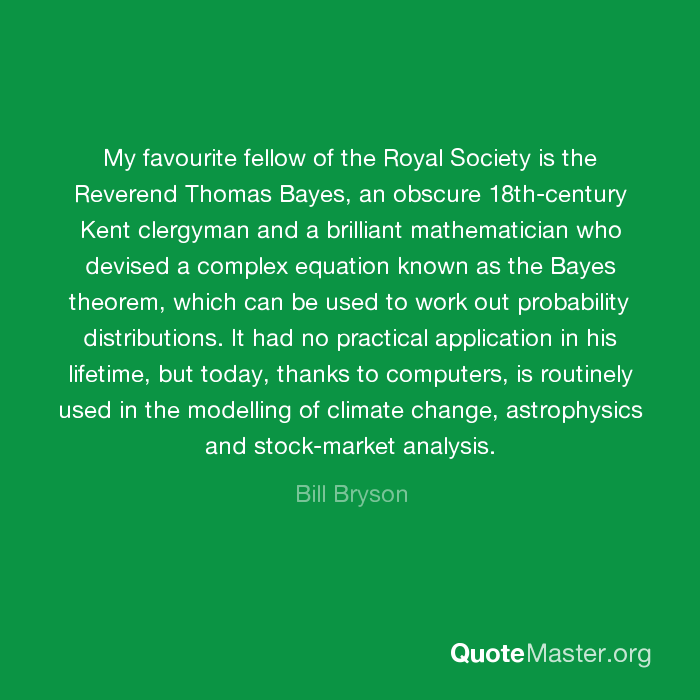 My favourite fellow of the Royal Society is the
Reverend Thomas Bayes, an obscure 18th-century
Kent clergyman and a brilliant mathematician who
devised a complex equation known as the Bayes
theorem, which can be used to work out probability
distributions. It had no practical application in his
lifetime, but today, thanks to computers, is routinely
used in the modelling of climate change, astrophysics
and stock-market analysis.
Bill Bryson
QuoteMaster.org